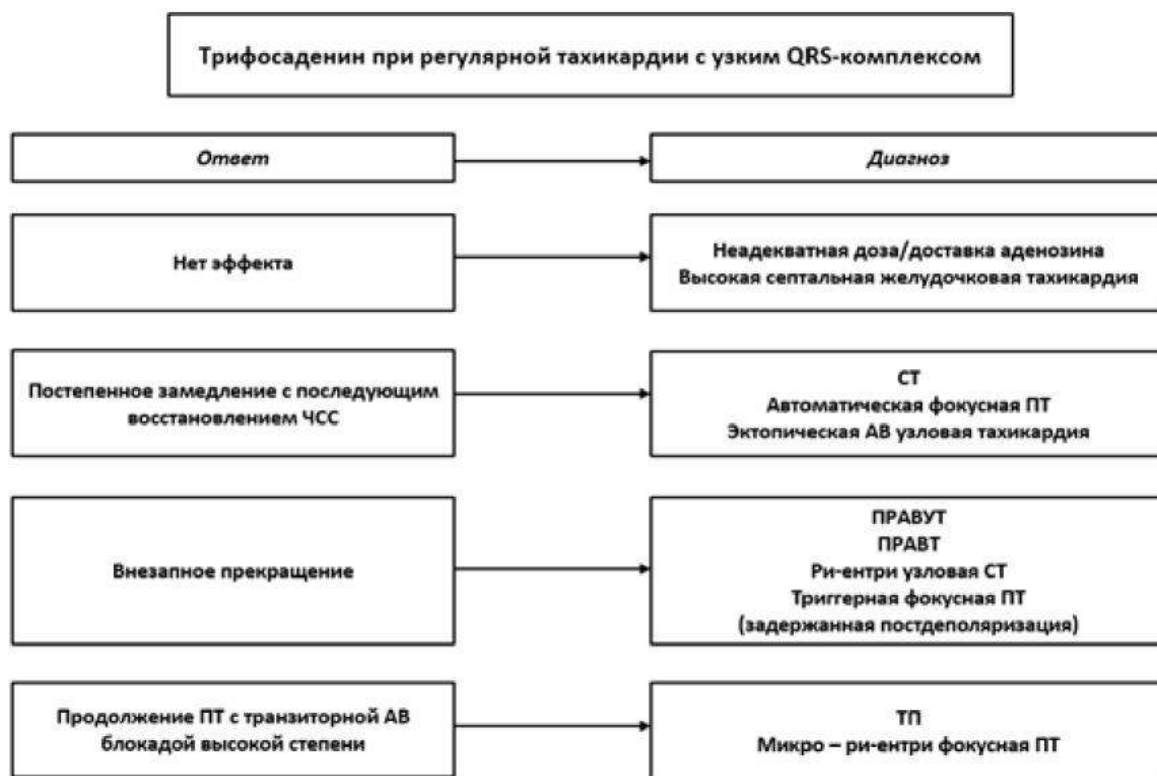 Трифосаденин при регулярной тахикардии с узким QRS-комплексом
Ответ
Диагноз
Нет эффекта
Неадекватная доза/доставка аденозина
Высокая септальная желудочковая тахикардия
Постепенное замедление с последующим
восстановлением ЧСС
СТ
Автоматическая фокусная ПТ
Эктопическая АВ узловая тахикардия
Внезапное прекращение
ПРАВУТ
ПРАВТ
Ри-ентри узловая СТ
Триггерная фокусная ПТ
(задержанная постдеполяризация)
Продолжение ПТ с транзиторной АВ
блокадой высокой степени
ТП
Микро – ри-ентри фокусная ПТ